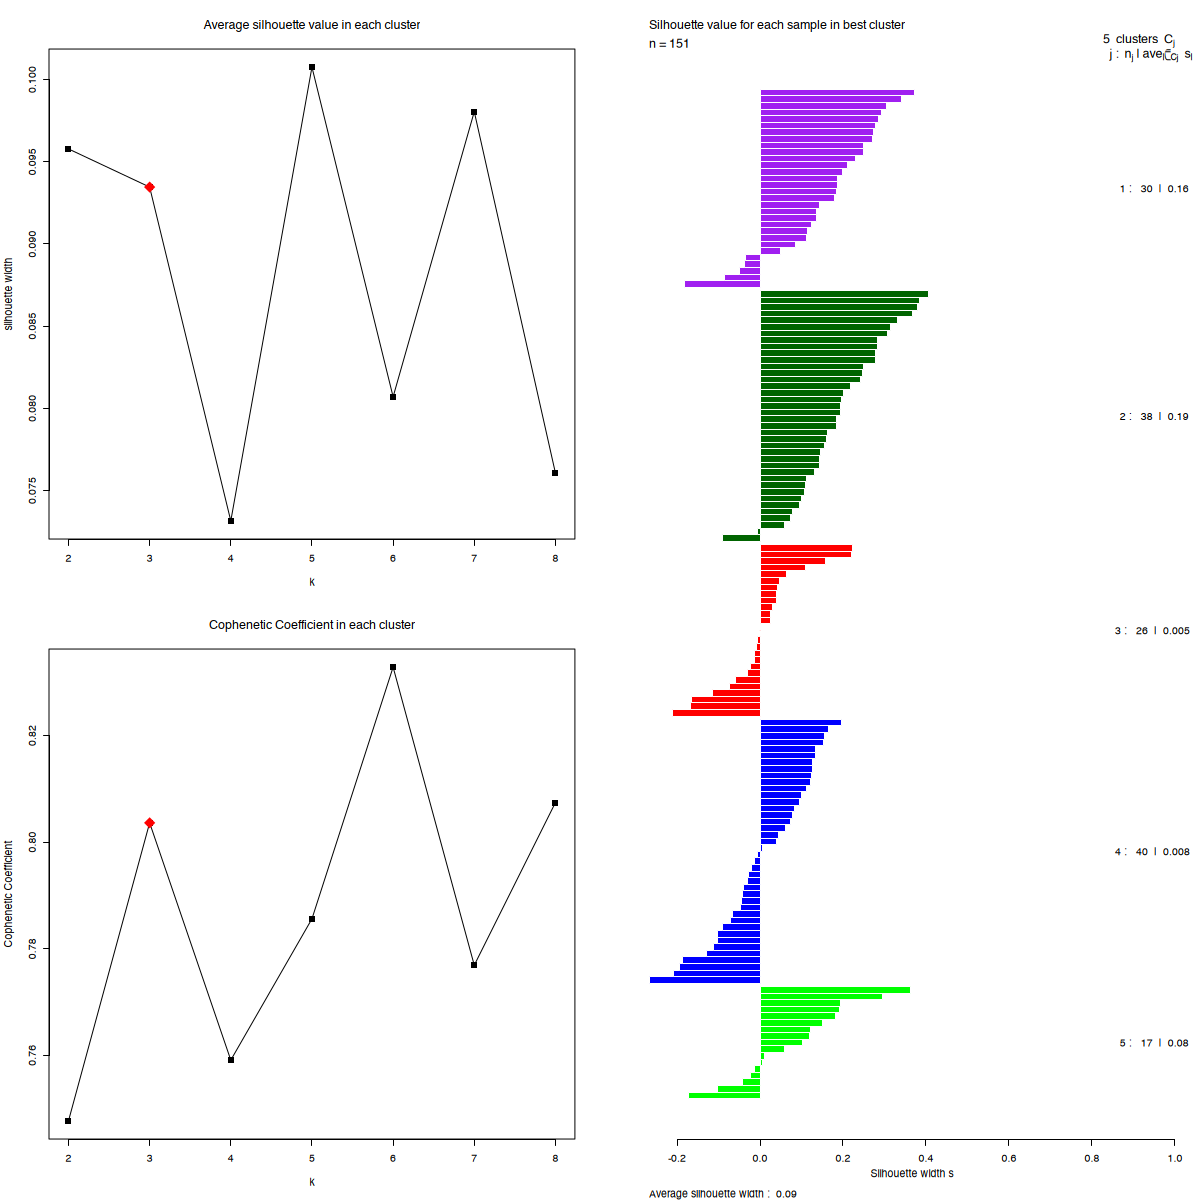 Average silhouette value in each cluster
silhouette width
0.100
0.095
0.090
0.085
0.080
0.075
2 3 4 5 6 7 8
k
Cophenetic Coefficient in each cluster
Cophenetic Coefficient
0.82
0.80
0.78
0.76
2 3 4 5 6 7 8
k
Silhouette value for each sample in best cluster
n = 151
5 clusters Cj
j : nj | avei∈Cj si
1 : 30 | 0.16
2 : 38 | 0.19
3 : 26 | 0.005
4 : 40 | 0.008
5 : 17 | 0.08
-0.2 0.0 0.2 0.4 0.6 0.8 1.0
Silhouette width s
Average silhouette width : 0.09